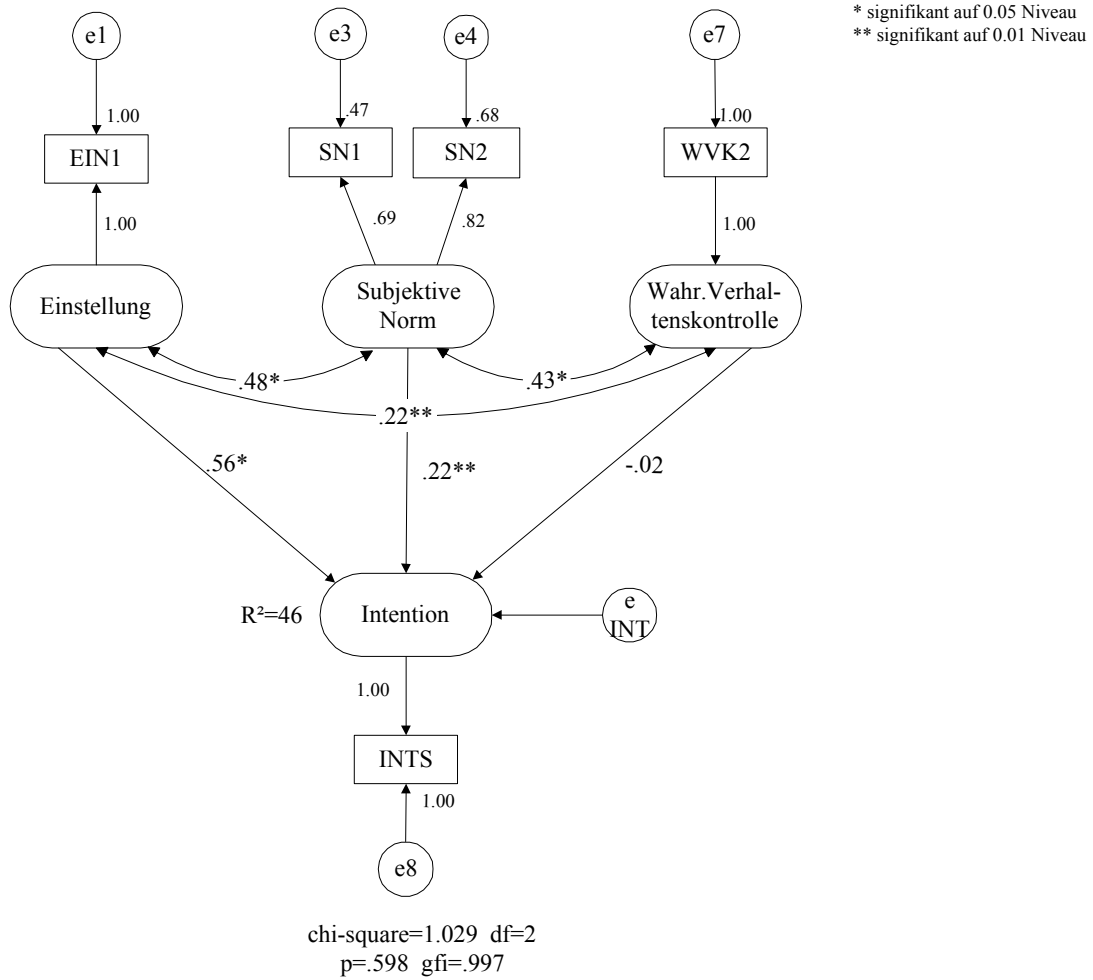 * signifikant auf 0.05 Niveau
** signifikant auf 0.01 Niveau
e1
e3
e4
e7
1.00
.47
.68
1.00
EIN1
SN1
SN2
WVK2
1.00
.69
.82
1.00
Einstellung
Subjektive
Norm
Wahr.Verhal-
tenskontrolle
.48*
.43*
.22**
.56*
.22**
-.02
R²=46
Intention
e
INT
1.00
INTS
1.00
e8
chi-square=1.029 df=2
p=.598 gfi=.997